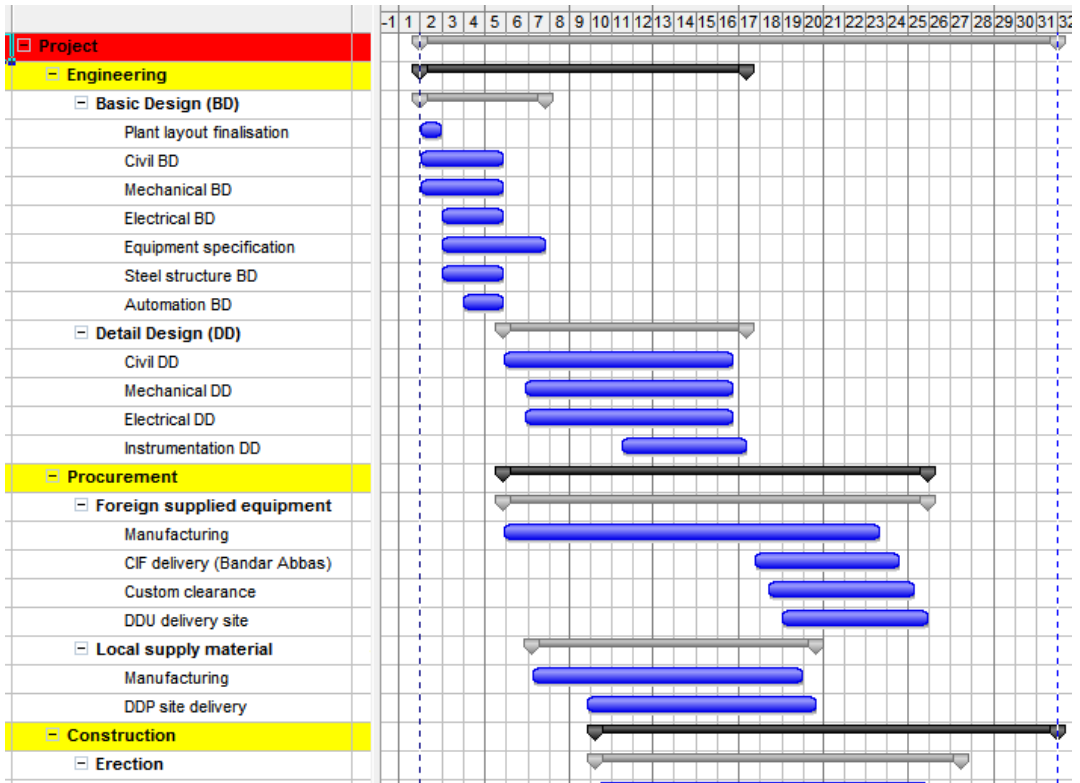 -1 1 2 3 4 5 6 7 8 9 10 11 12 13 14 15 16 17 18 19 20 21 22 23 24 25 26 27 28 29 30 31 32
Project
Engineering
Basic Design (BD)
Plant layout finalisation
Civil BD
Mechanical BD
Electrical BD
Equipment specification
Steel structure BD
Automation BD
Detail Design (DD)
Civil DD
Mechanical DD
Electrical DD
Instrumentation DD
Procurement
Foreign supplied equipment
Manufacturing
CIF delivery (Bandar Abbas)
Custom clearance
DDU delivery site
Local supply material
Manufacturing
DDP site delivery
Construction
Erection